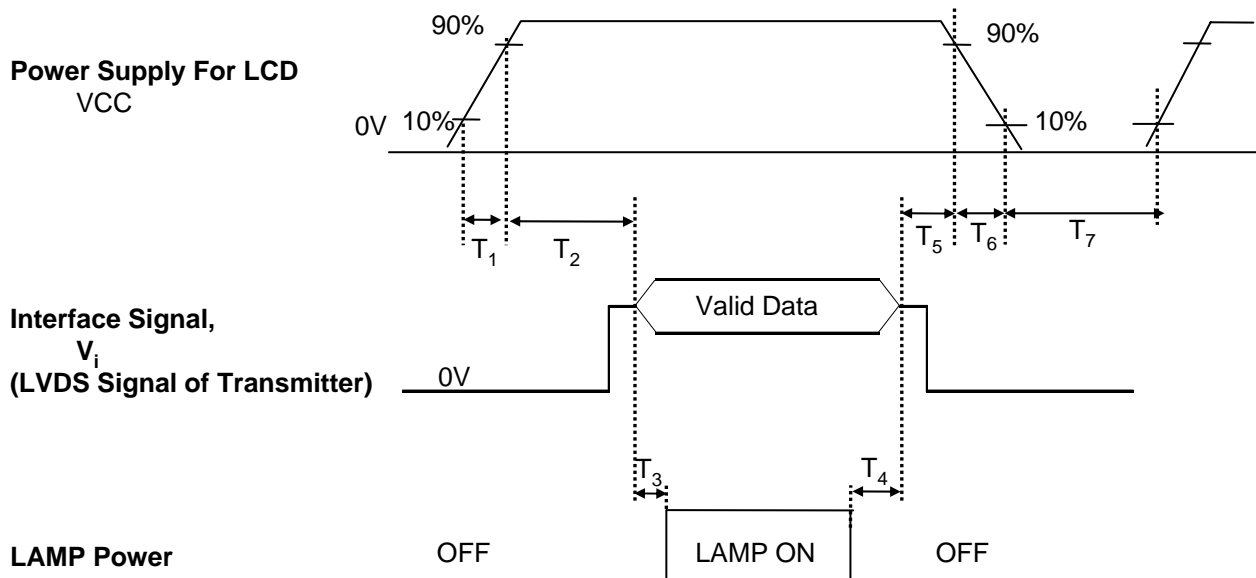 90%
90%
Power Supply For LCD
VCC
0V
10%
10%
T1
T2
T5
T6
T7
Valid Data
Interface Signal,
Vi
(LVDS Signal of Transmitter)
0V
T3
T4
LAMP Power
OFF
LAMP ON
OFF